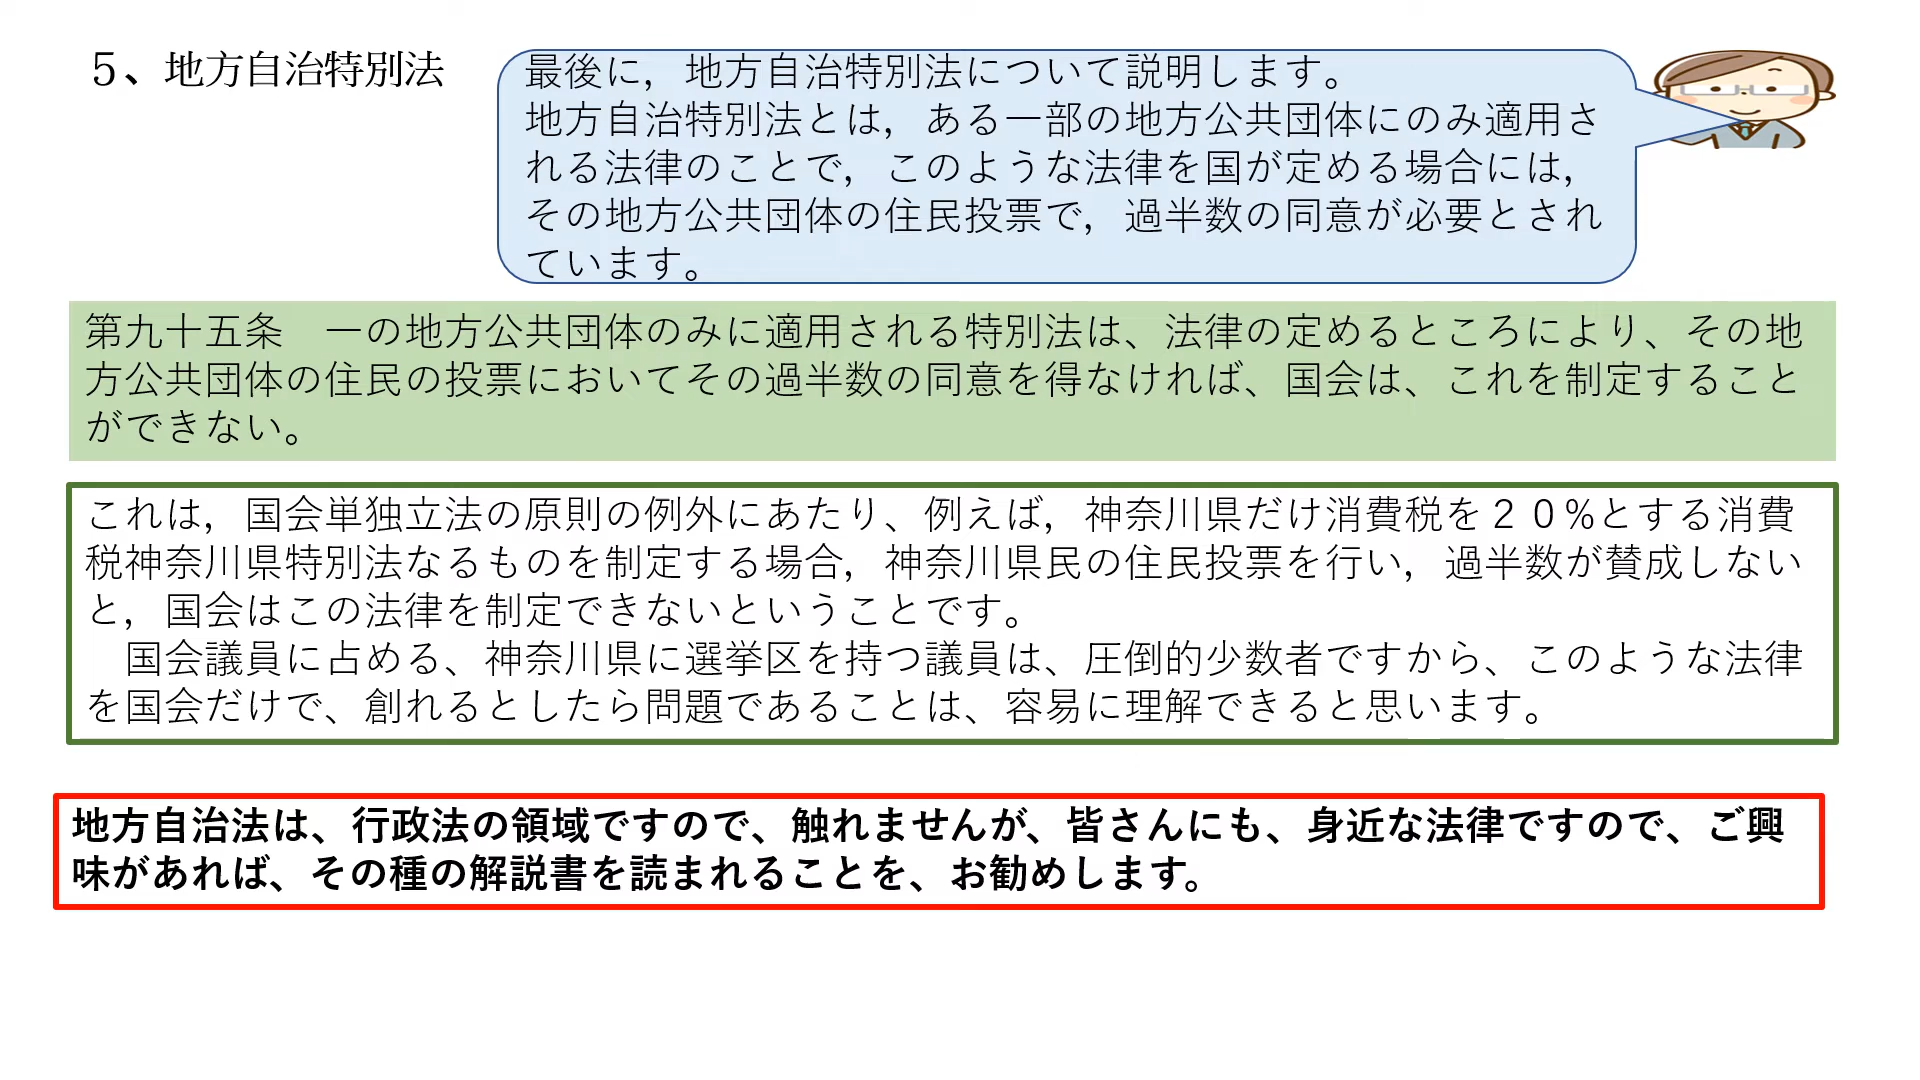 ５、地方自治特別法
最後に，地方自治特別法について説明します。
地方自治特別法とは，ある一部の地方公共団体にのみ適用さ
れる法律のことで，このような法律を国が定める場合には，
その地方公共団体の住民投票で，過半数の同意が必要とされ
ています。
第九十五条　一の地方公共団体のみに適用される特別法は、法律の定めるところにより、その地
方公共団体の住民の投票においてその過半数の同意を得なければ、国会は、これを制定すること
ができない。
これは，国会単独立法の原則の例外にあたり、例えば，神奈川県だけ消費税を２０％とする消費
税神奈川県特別法なるものを制定する場合，神奈川県民の住民投票を行い，過半数が賛成しない
と，国会はこの法律を制定できないということです。
　国会議員に占める、神奈川県に選挙区を持つ議員は、圧倒的少数者ですから、このような法律
を国会だけで、創れるとしたら問題であることは、容易に理解できると思います。
地方自治法は、行政法の領域ですので、触れませんが、皆さんにも、身近な法律ですので、ご興
味があれば、その種の解説書を読まれることを、お勧めします。